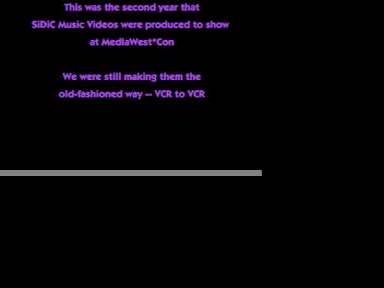 This was the second year that
SiDiC Music Videos were produced to show
at MediaWest*Con
We were still making them the
old-fashioned way -- VCR to VCR